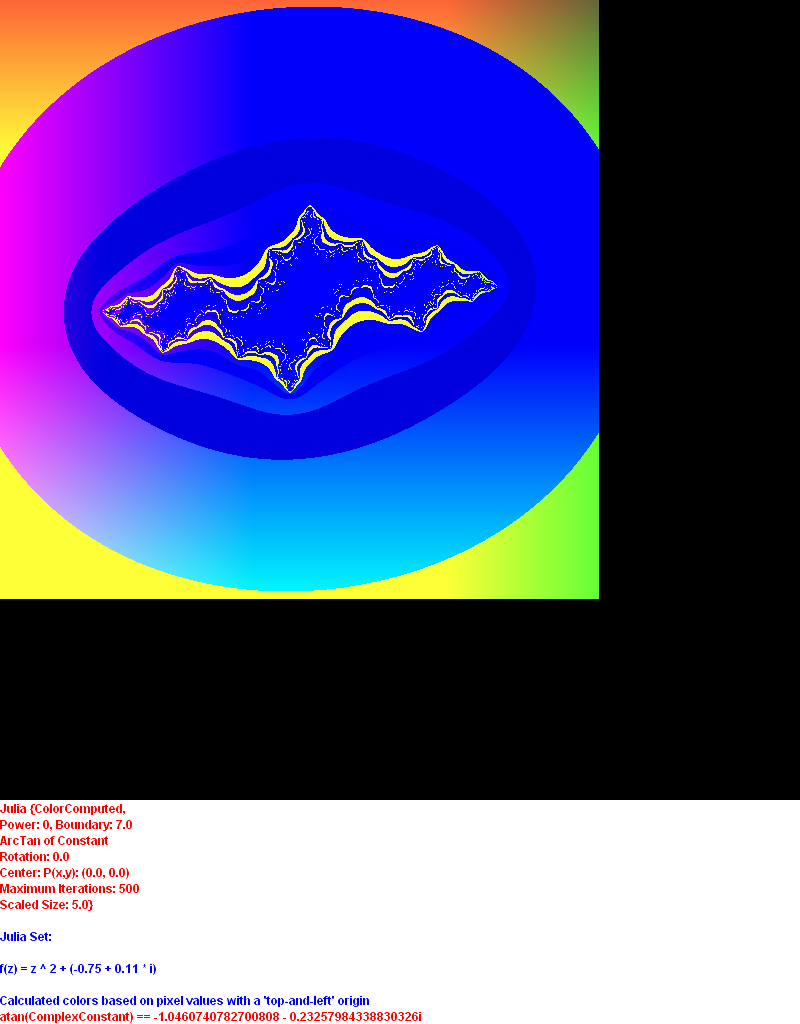 Julia {ColorComputed,
Power: 0, Boundary: 7.0
ArcTan of Constant
Rotation: 0.0
Center: P(x,y): (0.0, 0.0)
Maximum Iterations: 500
Scaled Size: 5.0}
Julia Set:
f(z) = z ^ 2 + (-0.75 + 0.11 * i)
Calculated colors based on pixel values with a 'top-and-left' origin
atan(ComplexConstant) == -1.0460740782700808 - 0.23257984338830326i